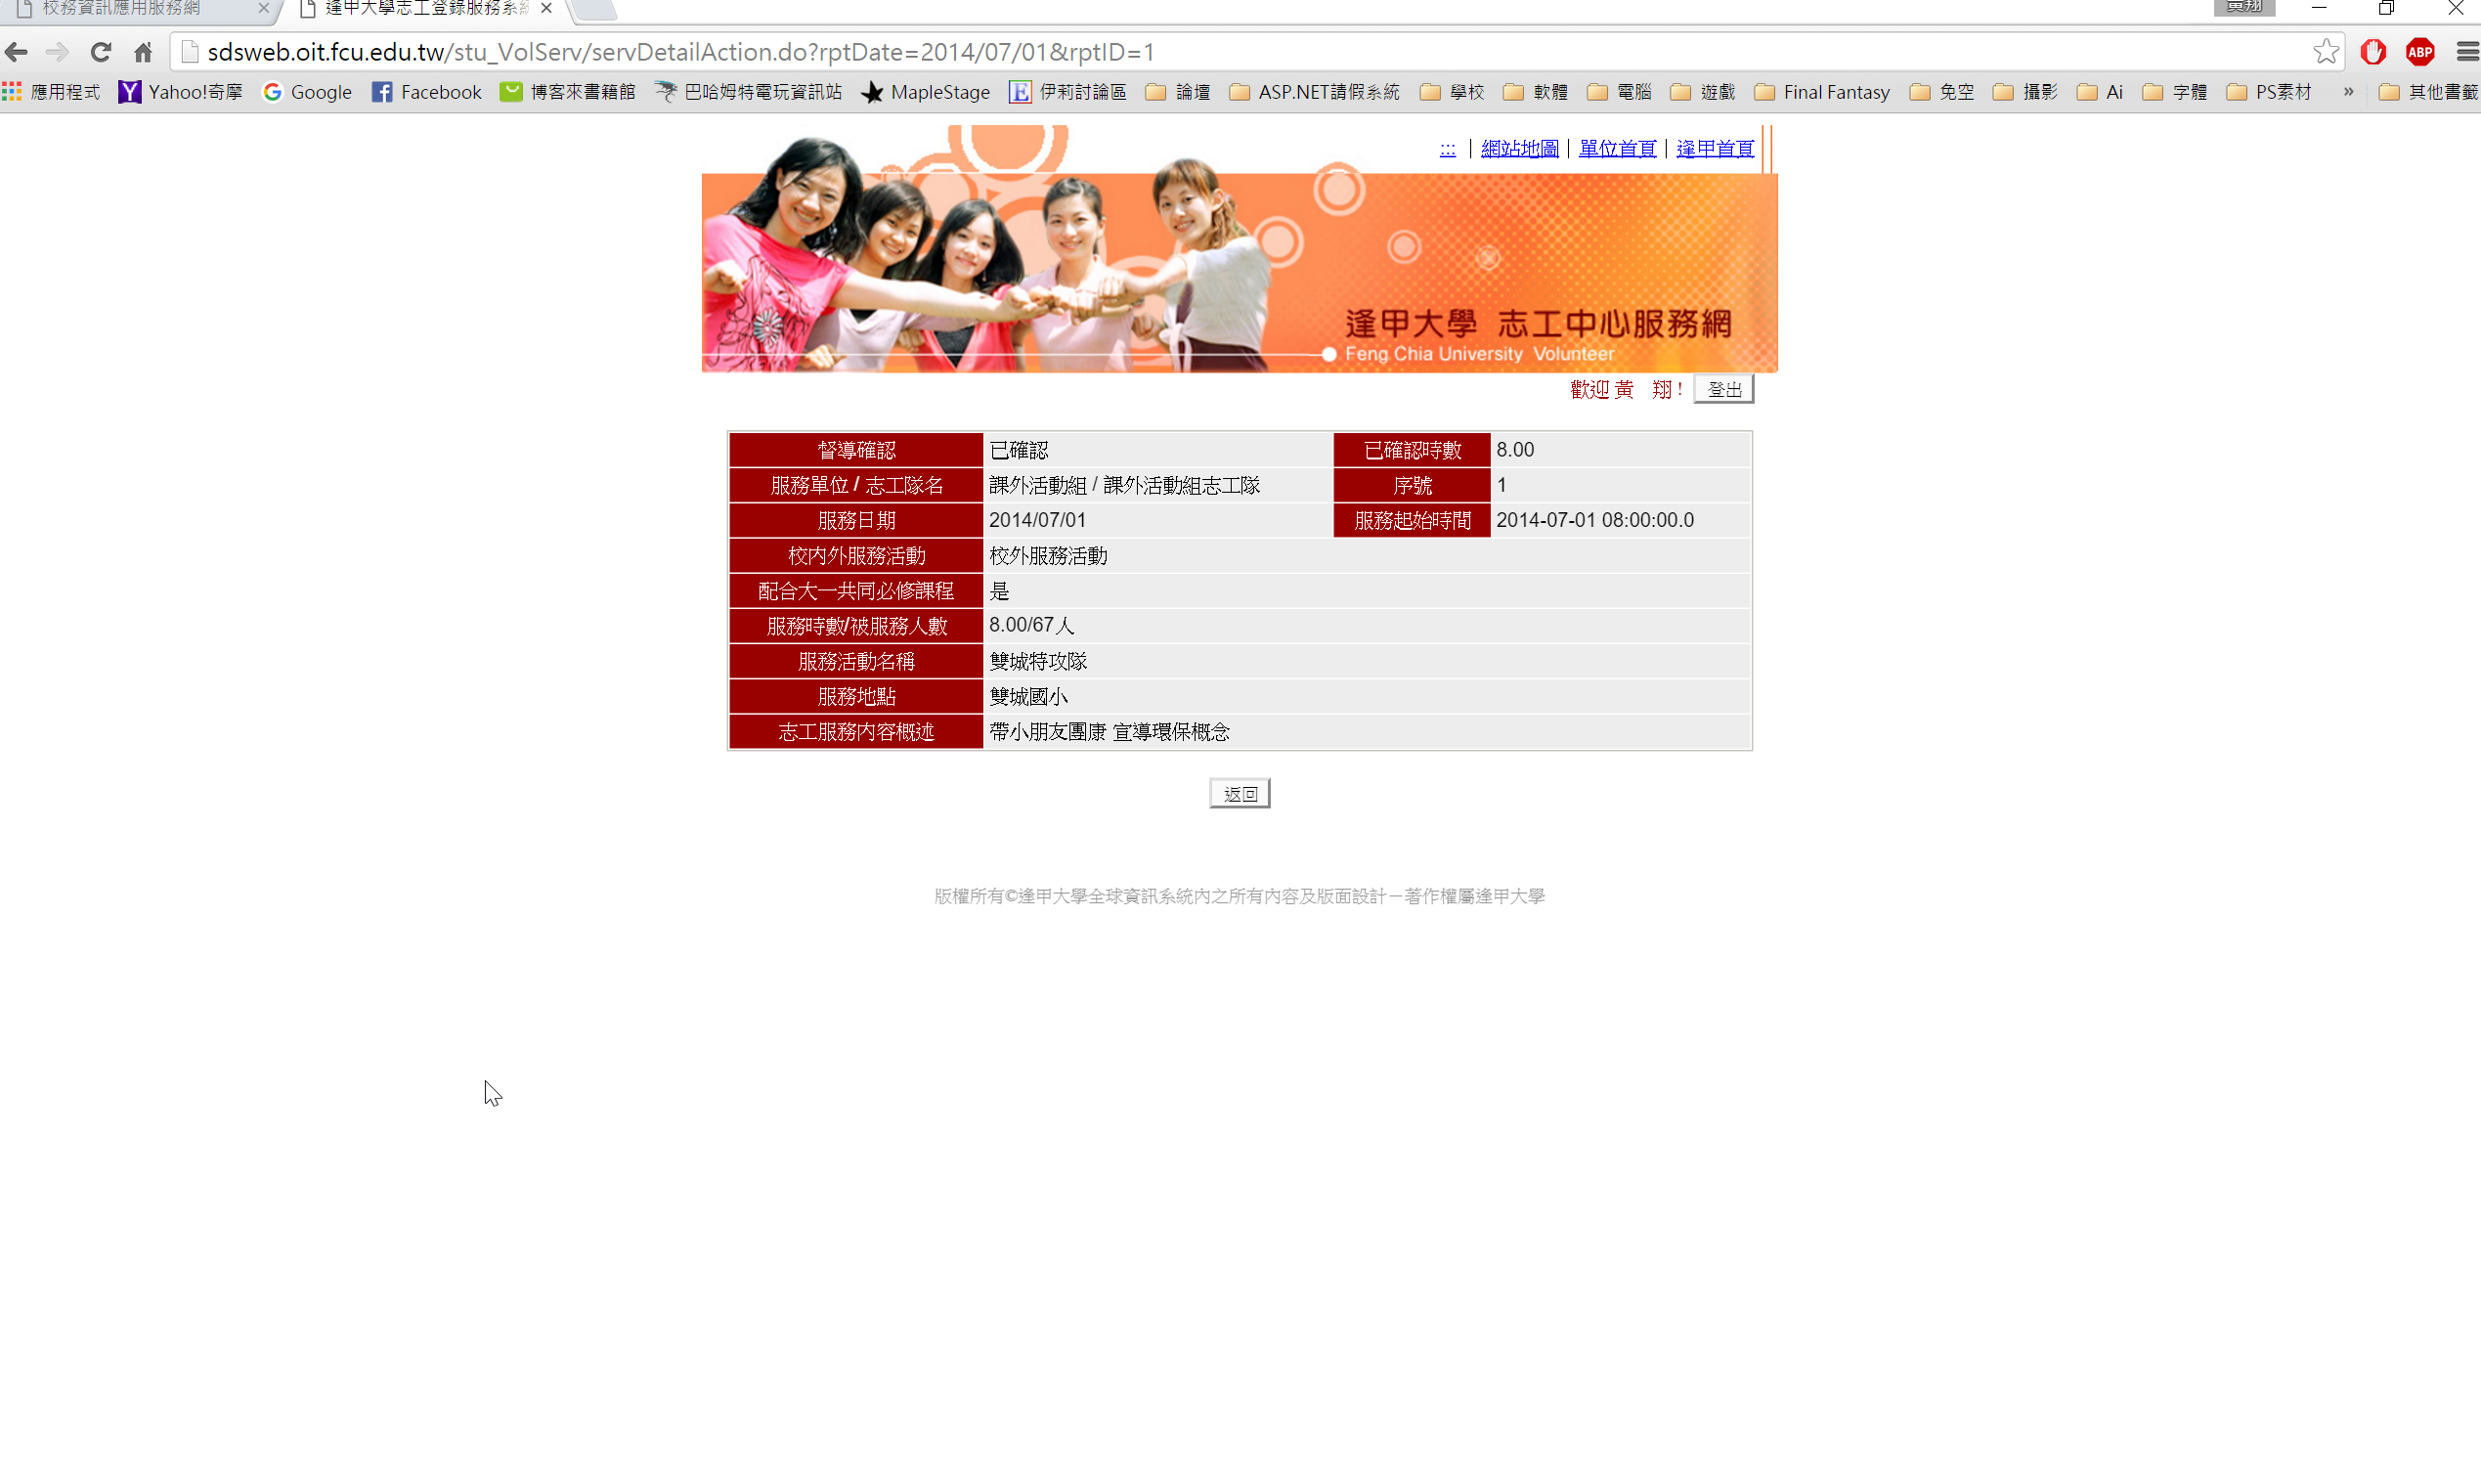 校務資訊應用服務網
逢甲大學志工登錄服務系統
黃翔
sdsweb.oit.fcu.edu.tw/stu_VolServ/servDetailAction.do?rptDate=2014/07/01&rptID=1
ABP
應用程式 Yahoo!奇摩 Google Facebook 博客來書籍館 巴哈姆特電玩資訊站 MapleStage 伊莉討論區 論壇 ASP.NET請假系統 學校 軟體 電腦 遊戲 Final Fantasy 免空 攝影 Ai 字體 PS素材 » 其他書籤
::: | 網站地圖 | 單位首頁 | 逢甲首頁
逢甲大學 志工中心服務網
Feng Chia University Volunteer
歡迎 黃 翔 ! 登出
督導確認 已確認 已確認時數 8.00
服務單位 / 志工隊名 課外活動組 / 課外活動組志工隊 序號 1
服務日期 2014/07/01 服務起始時間 2014-07-01 08:00:00.0
校內外服務活動 校外服務活動
配合大一共同必修課程 是
服務時數/被服務人數 8.00/67人
服務活動名稱 雙城特攻隊
服務地點 雙城國小
志工服務內容概述 帶小朋友團康 宣導環保概念
返回
版權所有©逢甲大學全球資訊系統內之所有內容及版面設計－著作權屬逢甲大學